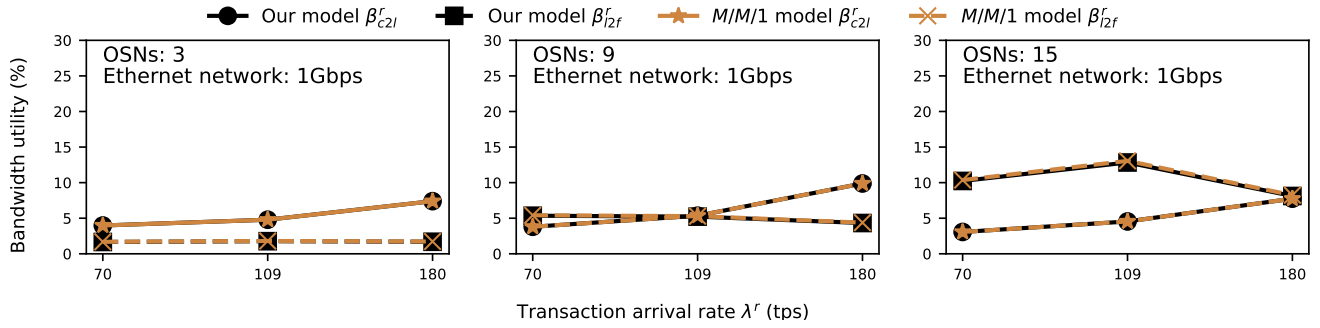 Our model β^r_{c2l} Our model β^r_{l2f} M/M/1 model β^r_{c2l} M/M/1 model β^r_{l2f}
Bandwidth utility (%)
30
25
20
15
10
5
0
OSNs: 3
Ethernet network: 1Gbps
70 109 180
30
25
20
15
10
5
0
OSNs: 9
Ethernet network: 1Gbps
70 109 180
30
25
20
15
10
5
0
OSNs: 15
Ethernet network: 1Gbps
70 109 180
Transaction arrival rate λ^r (tps)